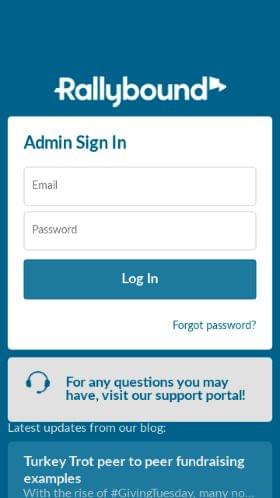 Rallybound
Admin Sign In
Email
Password
Log In
Forgot password?
For any questions you may
have, visit our support portal!
Latest updates from our blog:
Turkey Trot peer to peer fundraising
examples
With the rise of #GivingTuesday, many no...